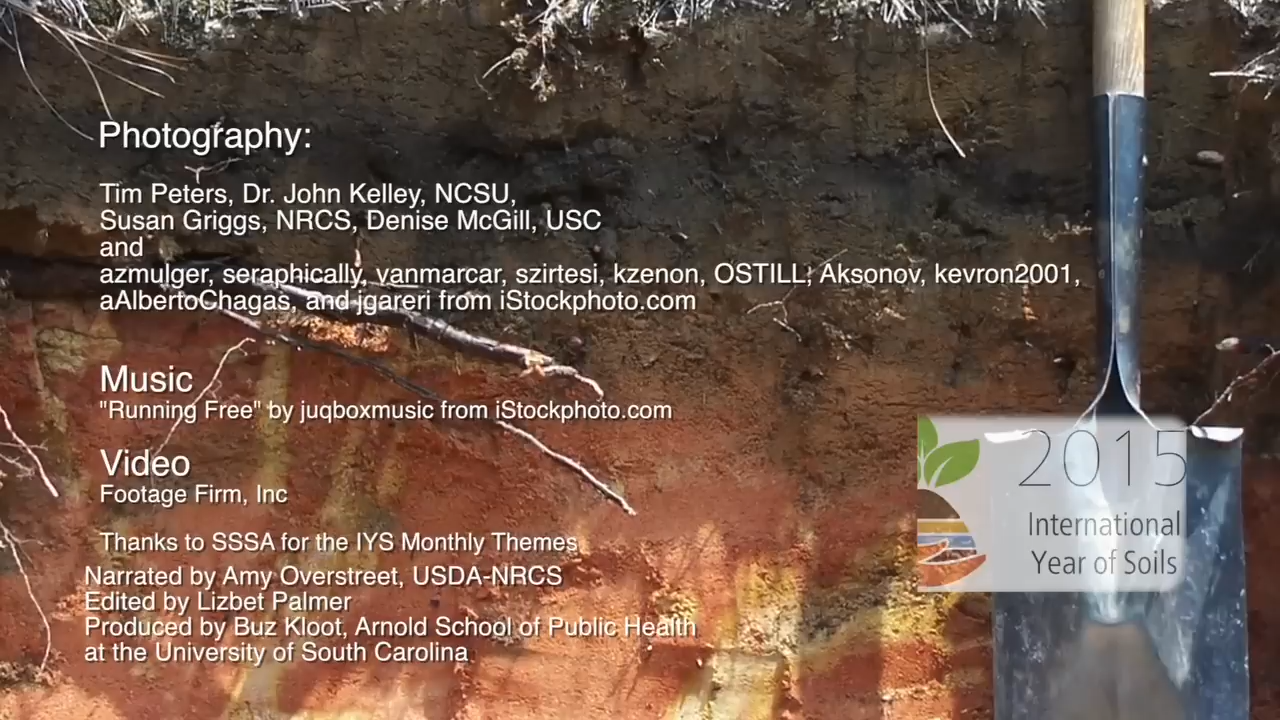 Photography:
Tim Peters, Dr. John Kelley, NCSU,
Susan Griggs, NRCS, Denise McGill, USC
and
azmulger, seraphically, vanmarcar, szirtesi, kzenon, OSTILL, Aksonov, kevron2001,
aAlbertoChagas, and jgareri from iStockphoto.com
Music
"Running Free" by juqboxmusic from iStockphoto.com
Video
Footage Firm, Inc
Thanks to SSSA for the IYS Monthly Themes
Narrated by Amy Overstreet, USDA-NRCS
Edited by Lizbet Palmer
Produced by Buz Kloot, Arnold School of Public Health
at the University of South Carolina
2015
International
Year of Soils